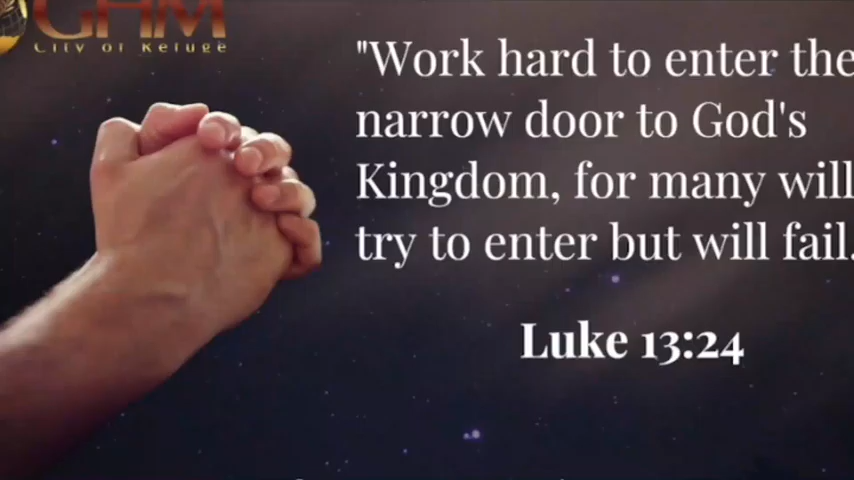 GHM
City of Refuge
"Work hard to enter the
narrow door to God's
Kingdom, for many will
try to enter but will fail.
Luke 13:24